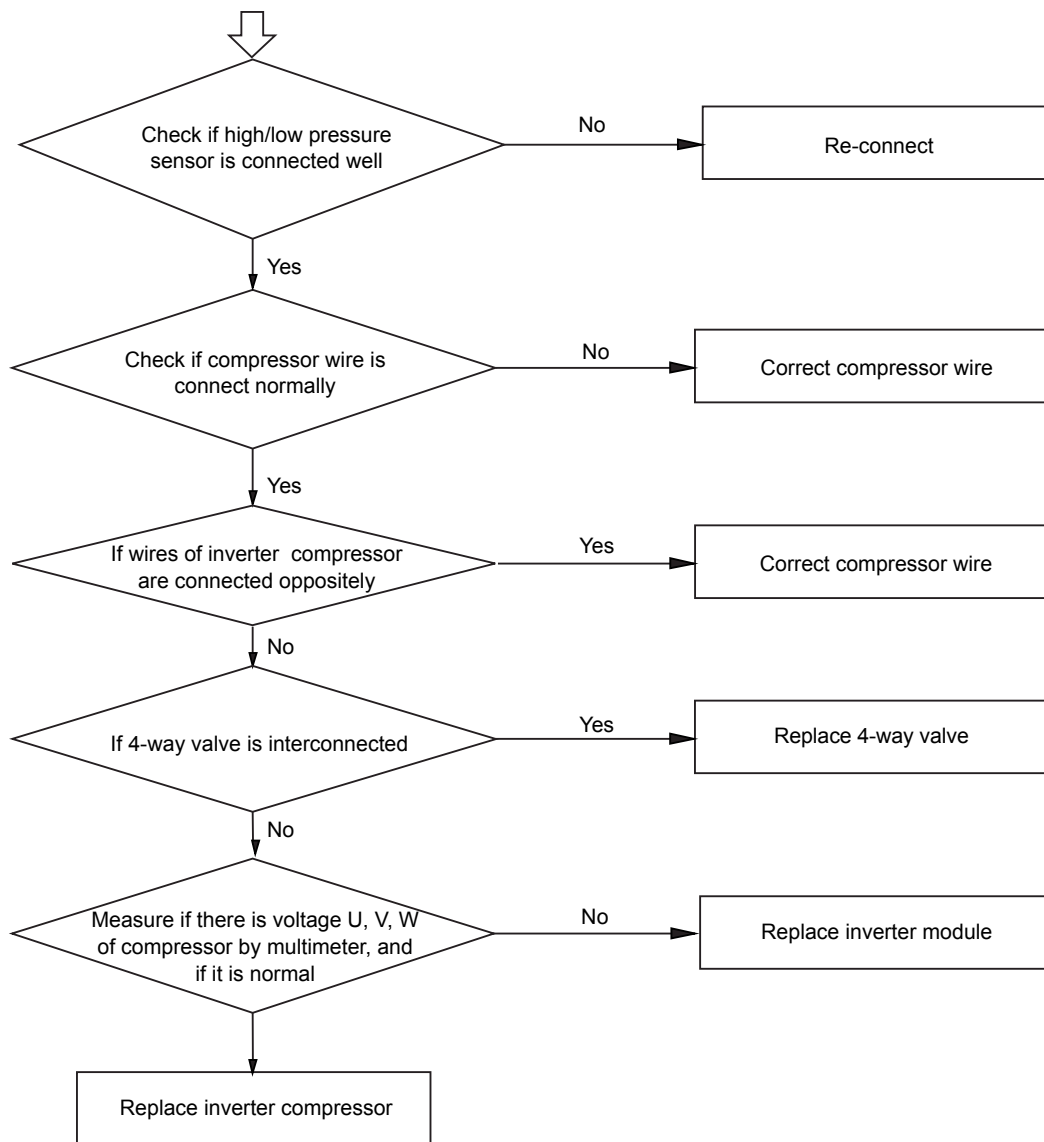 Check if high/low pressure
sensor is connected well
No
Re-connect
Yes
Check if compressor wire is
connect normally
No
Correct compressor wire
Yes
If wires of inverter compressor
are connected oppositely
Yes
Correct compressor wire
No
If 4-way valve is interconnected
Yes
Replace 4-way valve
No
Measure if there is voltage U, V, W
of compressor by multimeter, and
if it is normal
No
Replace inverter module
Replace inverter compressor